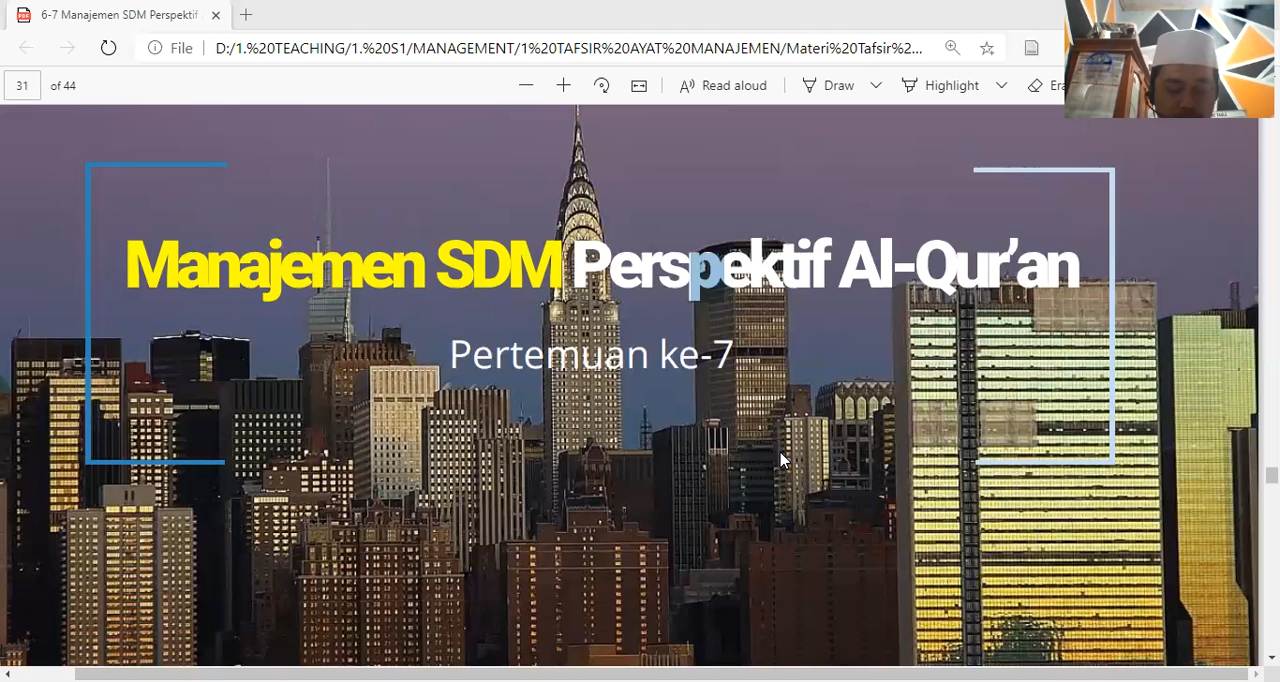 6-7 Manajemen SDM Perspektif
File
D:/1.%20TEACHING/1.%20S1/MANAGEMENT/1%20TAFSIR%20AYAT%20MANAJEMEN/Materi%20Tafsir%2...
31 of 44
Read aloud
Draw
Highlight
Era
Manajemen SDM Perspektif Al-Qur'an
Pertemuan ke-7